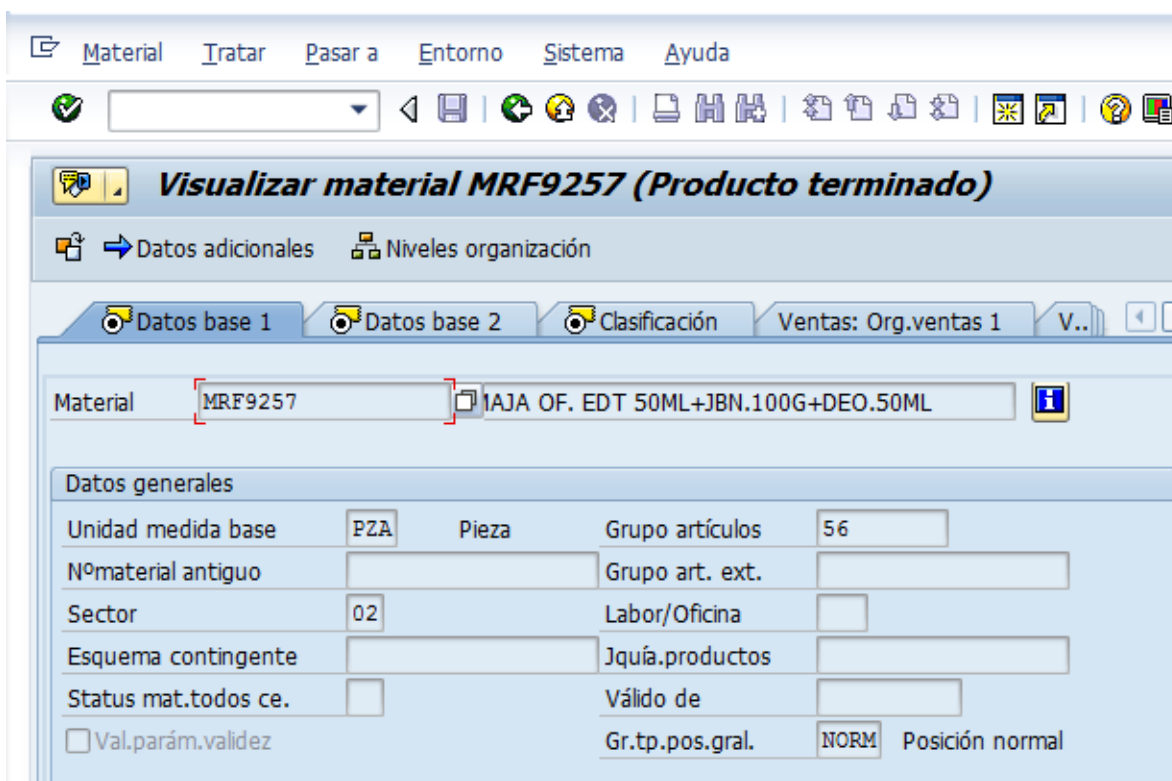 Material Tratar Pasar a Entorno Sistema Ayuda
Visualizar material MRF9257 (Producto terminado)
Datos adicionales Niveles organización
Datos base 1 Datos base 2 Clasificación Ventas: Org.ventas 1 V..
Material MRF9257 MAJA OF. EDT 50ML+JBN.100G+DEO.50ML
Datos generales
Unidad medida base PZA Pieza Grupo artículos 56
Nºmaterial antiguo Grupo art. ext.
Sector 02 Labor/Oficina
Esquema contingente Jquía.productos
Status mat.todos ce. Válido de
Val.parám.validez Gr.tp.pos.gral. NORM Posición normal